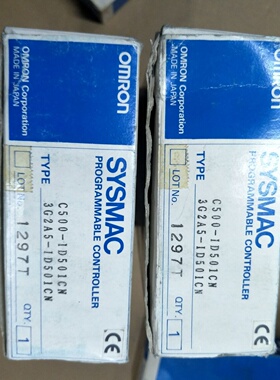 OMRON
OMRON Corporation
MADE IN JAPAN
SYSMAC
PROGRAMMABLE CONTROLLER
TYPE
C500-ID501CN
3G2A5-ID501CN
LOT No.
1297T
QTY
1
CE
OMRON
OMRON Corporation
MADE IN JAPAN
SYSMAC
PROGRAMMABLE CONTROLLER
TYPE
C500-ID501CN
3G2A5-ID501CN
LOT No.
1297T
QTY
1
CE